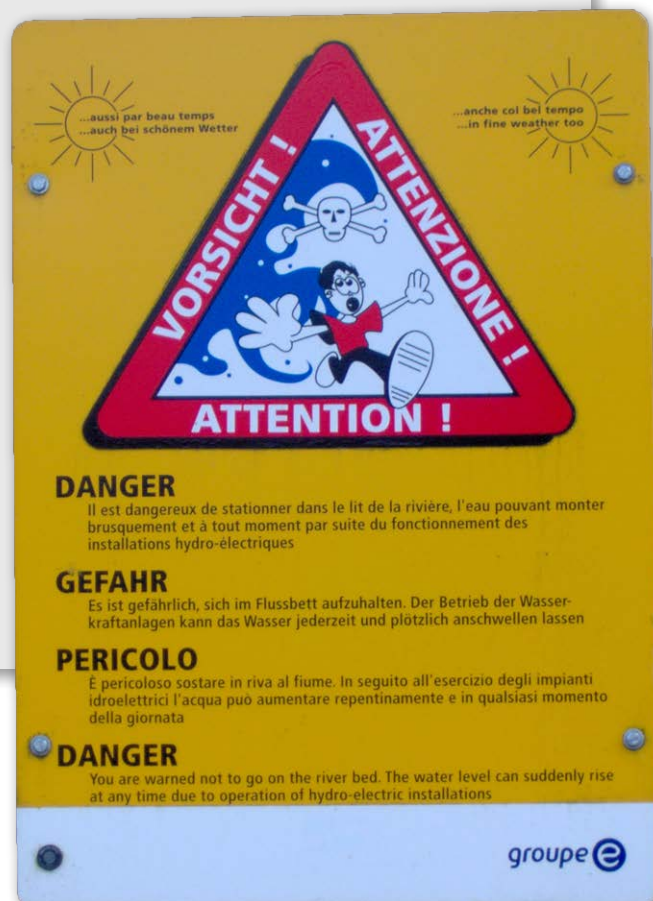 ...aussi par beau temps
...auch bei schönem Wetter
...anche col bel tempo
...in fine weather too
VORSICHT !
ATTENZIONE !
ATTENTION !
DANGER
Il est dangereux de stationner dans le lit de la rivière, l'eau pouvant monter
brusquement et à tout moment par suite du fonctionnement des
installations hydro-électriques
GEFAHR
Es ist gefährlich, sich im Flussbett aufzuhalten. Der Betrieb der Wasser-
kraftanlagen kann das Wasser jederzeit und plötzlich anschwellen lassen
PERICOLO
È pericoloso sostare in riva al fiume. In seguito all'esercizio degli impianti
idroelettrici l'acqua può aumentare repentinamente e in qualsiasi momento
della giornata
DANGER
You are warned not to go on the river bed. The water level can suddenly rise
at any time due to operation of hydro-electric installations
groupe e